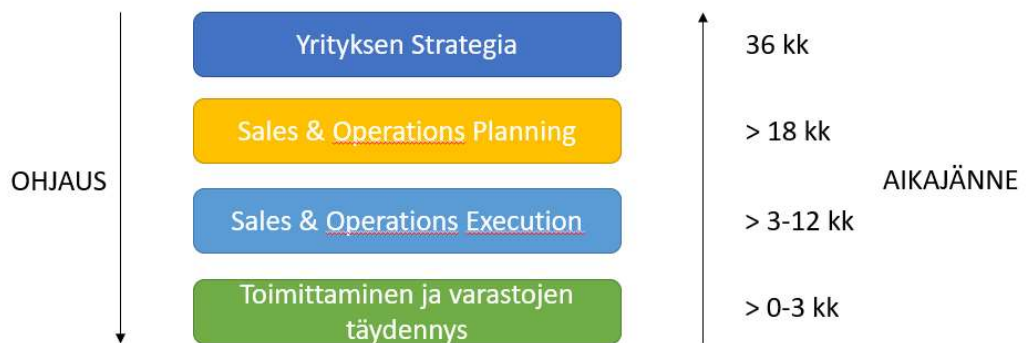 Yrityksen Strategia
36 kk
Sales & Operations Planning
> 18 kk
OHJAUS
AIKAJÄNNE
Sales & Operations Execution
> 3-12 kk
Toimittaminen ja varastojen
täydennys
> 0-3 kk